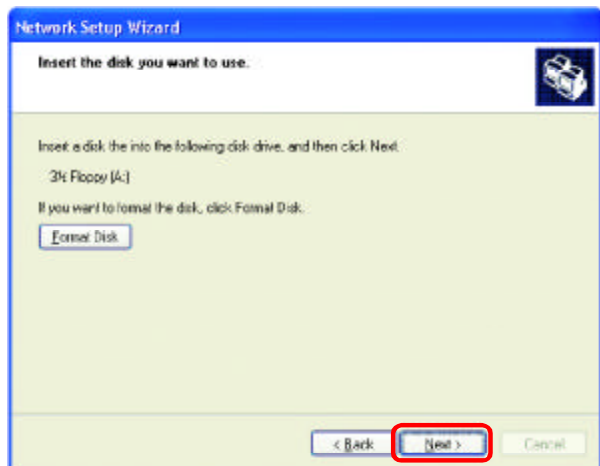 Network Setup Wizard
Insert the disk you want to use.
Insert a disk the into the following disk drive, and then click Next.
3½ Floppy (A:)
If you want to format the disk, click Format Disk.
Format Disk
< Back Next > Cancel